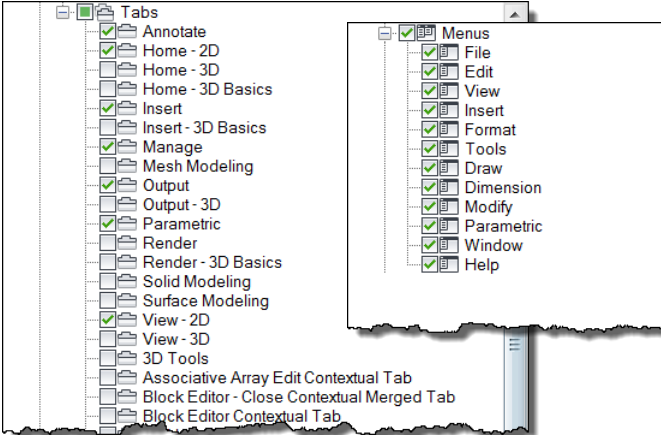 Tabs
Annotate
Home - 2D
Home - 3D
Home - 3D Basics
Insert
Insert - 3D Basics
Manage
Mesh Modeling
Output
Output - 3D
Parametric
Render
Render - 3D Basics
Solid Modeling
Surface Modeling
View - 2D
View - 3D
3D Tools
Associative Array Edit Contextual Tab
Block Editor - Close Contextual Merged Tab
Block Editor Contextual Tab
Menus
File
Edit
View
Insert
Format
Tools
Draw
Dimension
Modify
Parametric
Window
Help